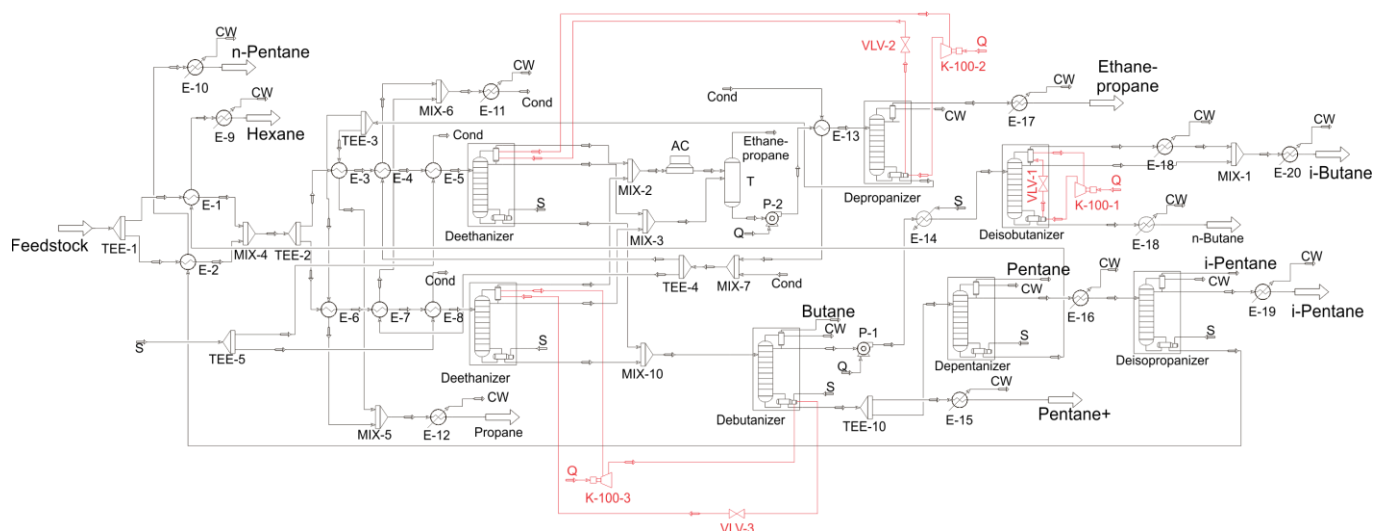 CW
n-Pentane
E-10
CW
E-9
Hexane
Feedstock
TEE-1
E-1
E-2
MIX-4
TEE-2
S
TEE-5
TEE-3
E-3
E-4
E-5
MIX-6
CW
E-11
Cond
Cond
Deethanizer
S
E-6
E-7
E-8
Cond
Deethanizer
S
MIX-5
CW
E-12
Propane
MIX-2
MIX-3
AC
Ethane-
propane
T
P-2
Q
Cond
E-13
VLV-2
K-100-2
Q
CW
Depropanizer
CW
E-17
Ethane-
propane
TEE-4
MIX-7
Cond
MIX-10
Butane
CW
P-1
Q
S
Debutanizer
TEE-10
CW
E-15
Pentane+
S
E-14
VLV-1
K-100-1
Q
Deisobutanizer
CW
E-18
MIX-1
CW
E-20
i-Butane
CW
E-18
n-Butane
Pentane
CW
CW
E-16
S
Depentanizer
i-Pentane
CW
CW
E-19
i-Pentane
S
Deisopropanizer
Q
K-100-3
VLV-3